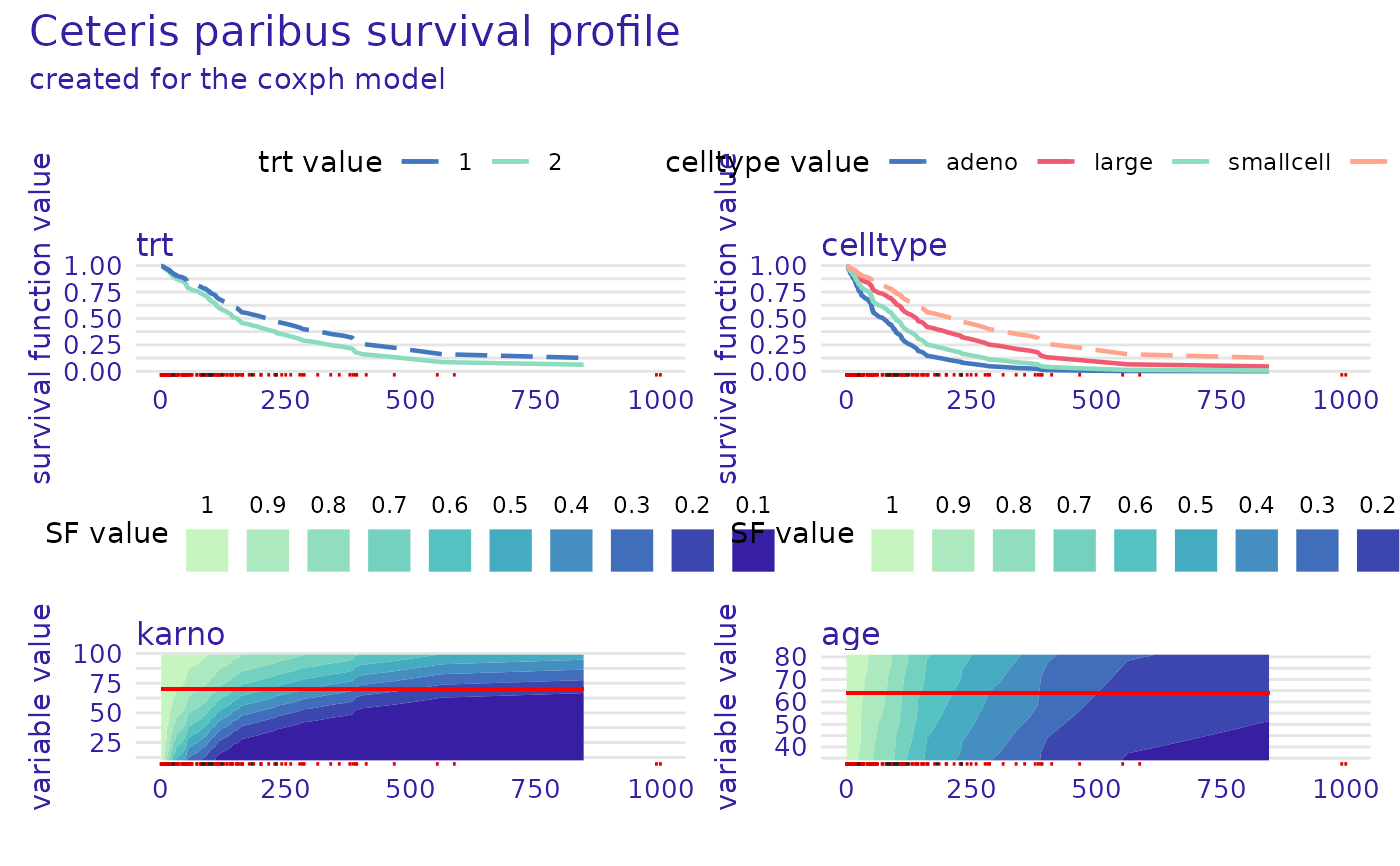 Ceteris paribus survival profile
created for the coxph model
trt value 1 2
celltype value adeno large smallcell
survival function value
trt
1.00
0.75
0.50
0.25
0.00
0 250 500 750 1000
survival function value
celltype
1.00
0.75
0.50
0.25
0.00
0 250 500 750 1000
SF value 1 0.9 0.8 0.7 0.6 0.5 0.4 0.3 0.2 0.1
SF value 1 0.9 0.8 0.7 0.6 0.5 0.4 0.3 0.2
variable value
karno
100
75
50
25
0 250 500 750 1000
variable value
age
80
70
60
50
40
0 250 500 750 1000